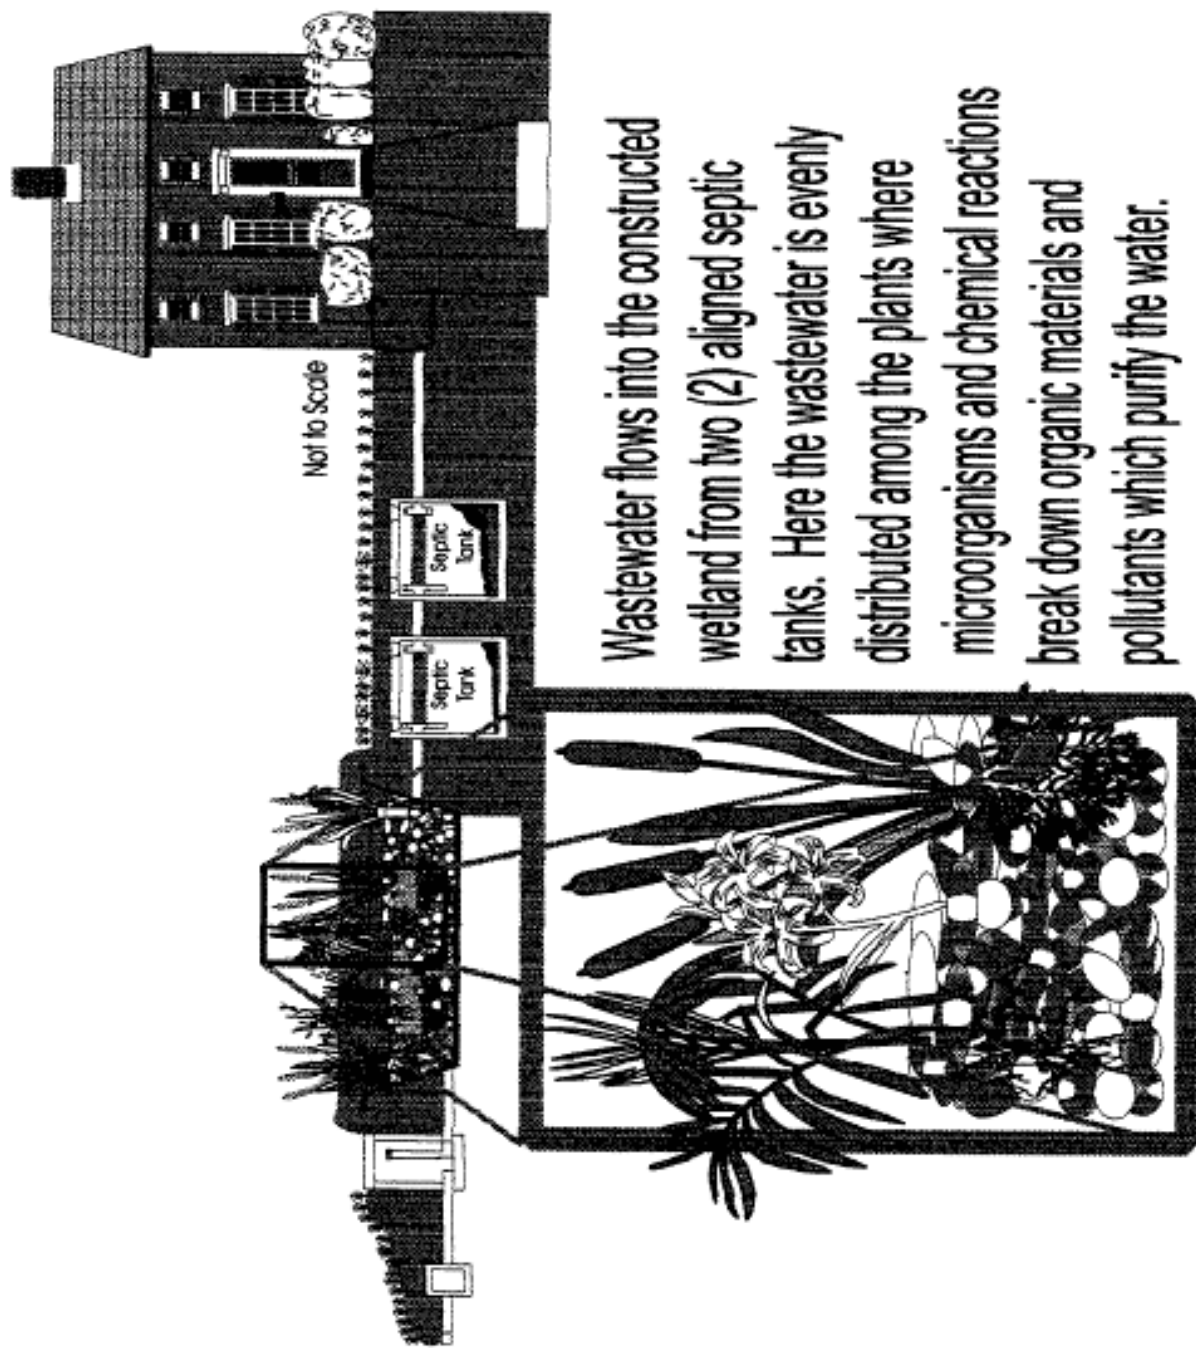 Not to Scale
Septic
Tank
Septic
Tank
Wastewater flows into the constructed
wetland from two (2) aligned septic
tanks. Here the wastewater is evenly
distributed among the plants where
microorganisms and chemical reactions
break down organic materials and
pollutants which purify the water.